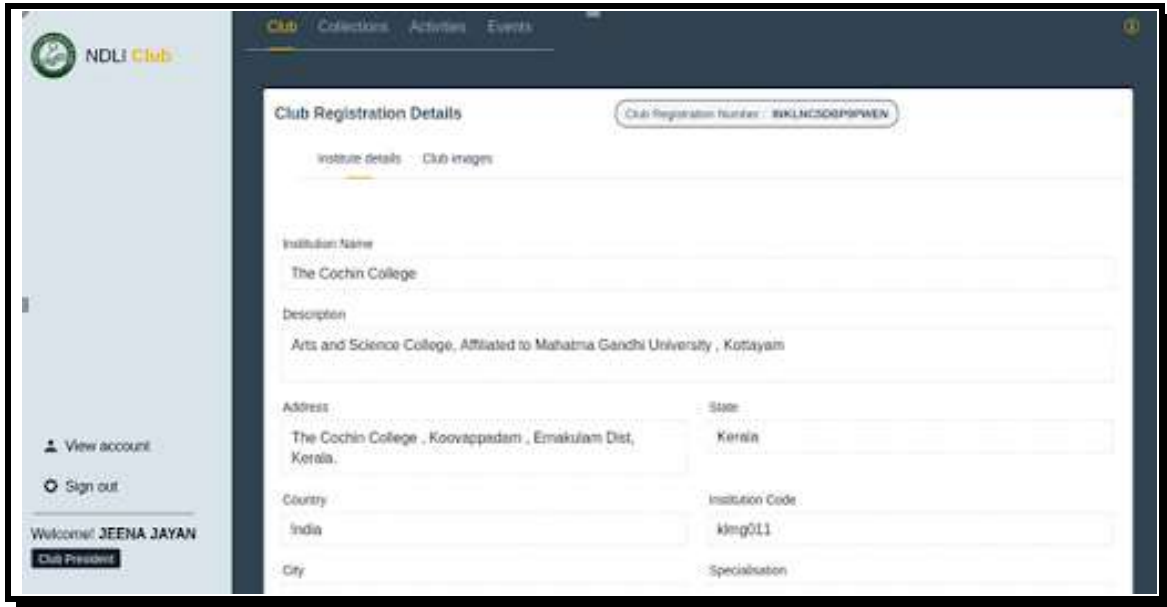 NDLI Club
Club Collections Activities Events
Club Registration Details
Club Registration Number :
Institute details Club images
Institution Name
The Cochin College
Description
Arts and Science College, Affiliated to Mahatma Gandhi University , Kottayam
Address
State
The Cochin College , Koovappadam , Ernakulam Dist,
Kerala.
Kerala
Country
Institution Code
India
klmg011
City
Specialisation
View account
Sign out
Welcome! JEENA JAYAN
Club President